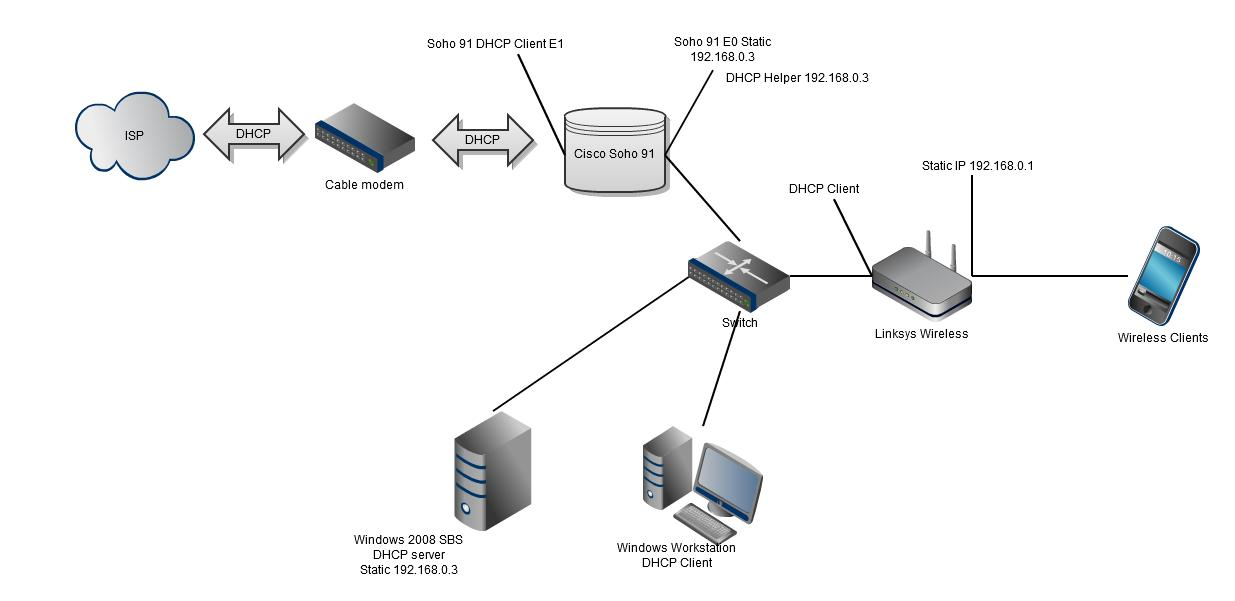 Soho 91 DHCP Client E1
Soho 91 E0 Static
192.168.0.3
DHCP Helper 192.168.0.3
ISP
DHCP
Cable modem
DHCP
Cisco Soho 91
Static IP 192.168.0.1
DHCP Client
10:15
Switch
Linksys Wireless
Wireless Clients
Windows 2008 SBS
DHCP server
Static 192.168.0.3
Windows Workstation
DHCP Client